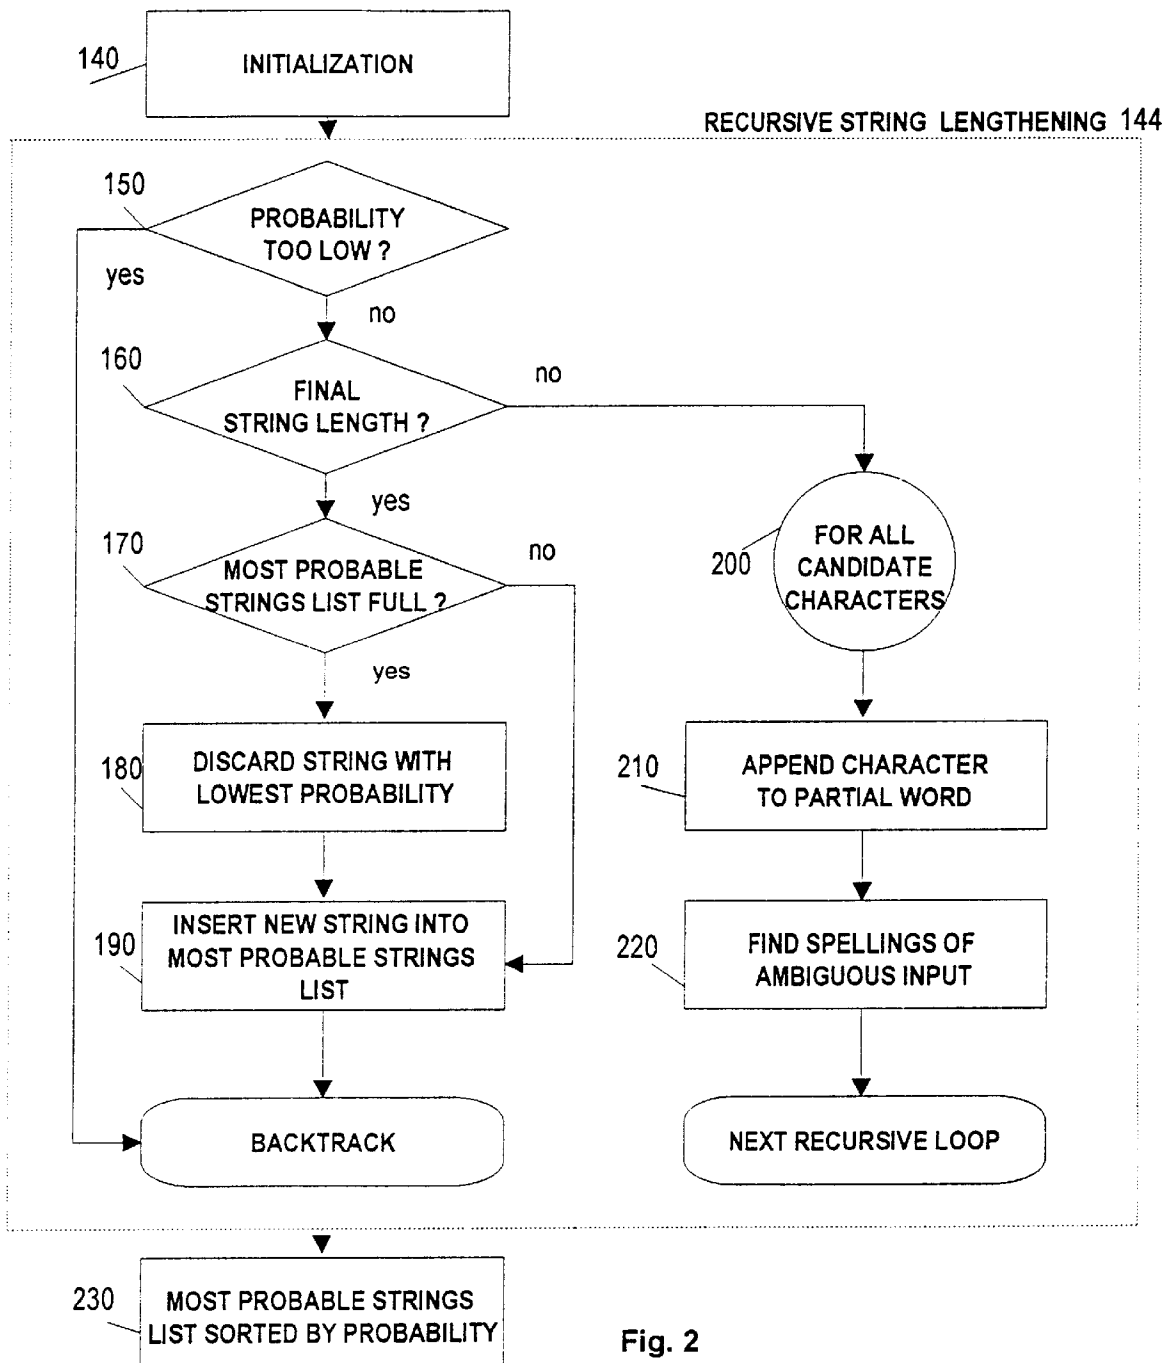 140
INITIALIZATION
RECURSIVE STRING LENGTHENING 144
150
PROBABILITY
TOO LOW ?
yes
no
160
FINAL
STRING LENGTH ?
no
yes
170
MOST PROBABLE
STRINGS LIST FULL ?
no
yes
200
FOR ALL
CANDIDATE
CHARACTERS
180
DISCARD STRING WITH
LOWEST PROBABILITY
210
APPEND CHARACTER
TO PARTIAL WORD
190
INSERT NEW STRING INTO
MOST PROBABLE STRINGS
LIST
220
FIND SPELLINGS OF
AMBIGUOUS INPUT
BACKTRACK
NEXT RECURSIVE LOOP
230
MOST PROBABLE STRINGS
LIST SORTED BY PROBABILITY
Fig. 2